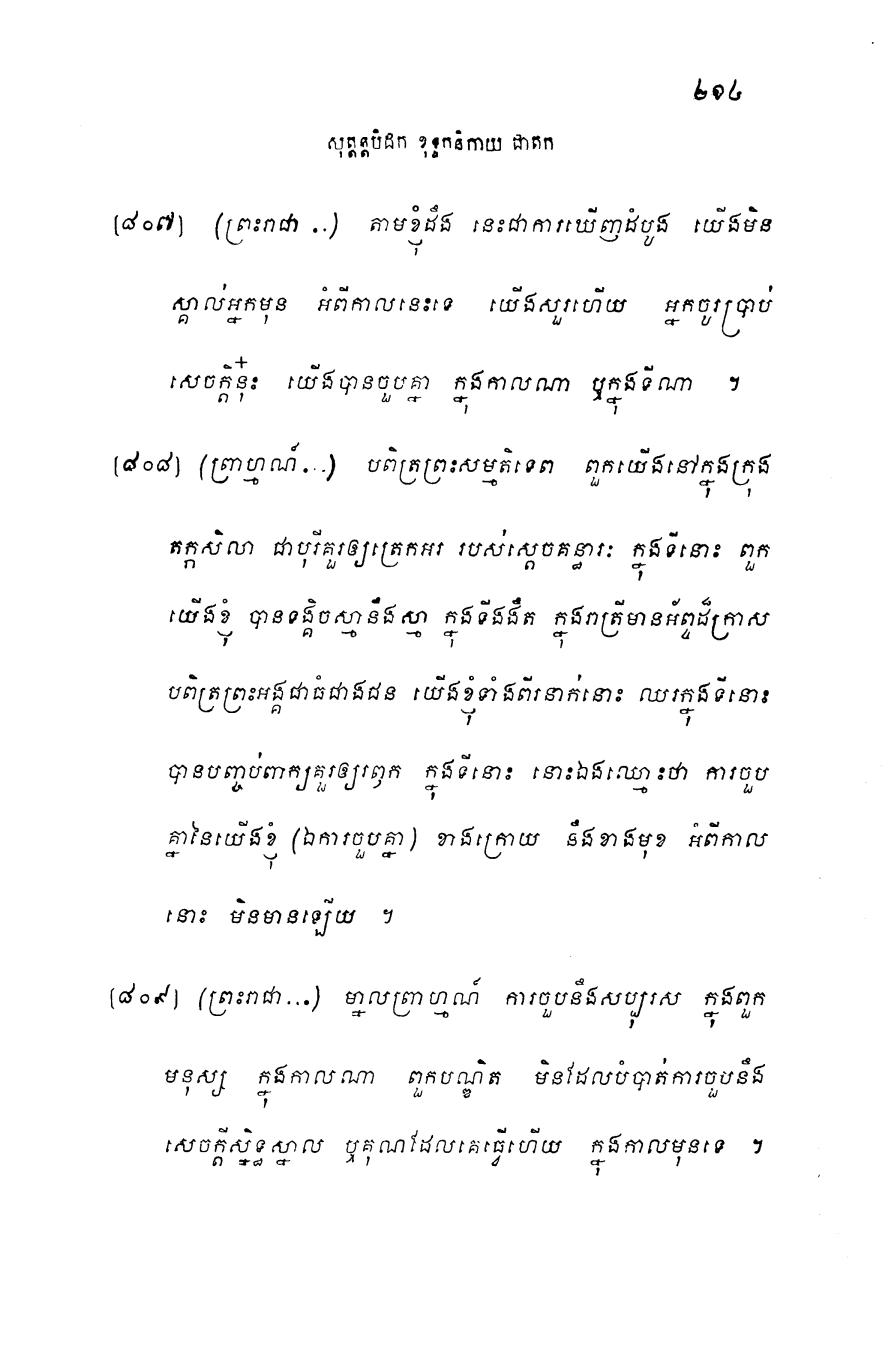 ២១៤
សុត្តន្តបិដក ខុទ្ទកនិកាយ ជាតក
[៨០៧] (ព្រះរាជា ..) តាមខ្ញុំដឹង នេះជាការឃើញដំបូង យើងមិន
ស្គាល់អ្នកមុន អំពីកាលនេះទេ យើងសួរហើយ អ្នកចូរប្រាប់
សេចក្តីនុ៎ះ យើងបានចួបគ្នា ក្នុងកាលណា ឬក្នុងទីណា ។
[៨០៨] (ព្រាហ្មណ៍...) បពិត្រព្រះសម្មតិទេព ពួកយើងនៅក្នុងក្រុង
តក្កសិលា ជាបុរីគួរឲ្យត្រេកអរ របស់ស្តេចគន្ធារៈ ក្នុងទីនោះ ពួក
យើងខ្ញុំ បានទង្គិចស្មានឹងស្មា ក្នុងទីងងឹត ក្នុងរាត្រីមានអ័ព្ទដ៏ក្រាស
បពិត្រព្រះអង្គជាធំជាងជន យើងខ្ញុំទាំងពីរនាក់នោះ ឈរក្នុងទីនោះ
បានបញ្ចប់ពាក្យគួរឲ្យរឭក ក្នុងទីនោះ នោះឯងឈ្មោះថា ការចួប
គ្នានៃយើងខ្ញុំ (ឯការចួបគ្នា) ខាងក្រោយ នឹងខាងមុខ អំពីកាល
នោះ មិនមានឡើយ ។
[៨០៩] (ព្រះរាជា...) ម្នាលព្រាហ្មណ៍ ការចួបនឹងសប្បុរស ក្នុងពួក
មនុស្ស ក្នុងកាលណា ពួកបណ្ឌិត មិនដែលបំបាត់ការចួបនឹង
សេចក្តីស្និទ្ធស្នាល ឬគុណដែលគេធ្វើហើយ ក្នុងកាលមុនទេ ។